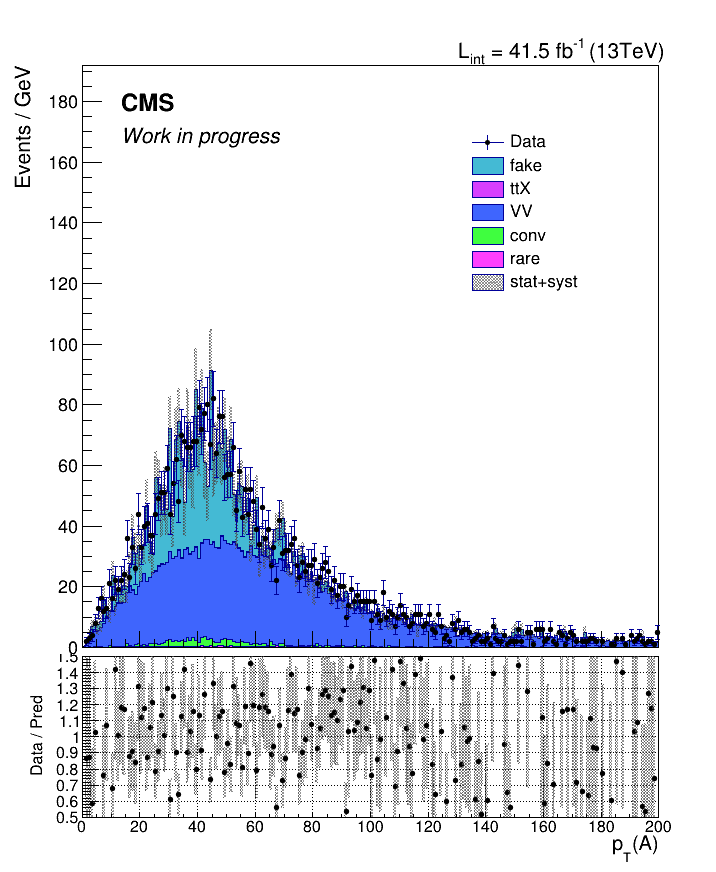 L_int = 41.5 fb^-1 (13TeV)
Events / GeV
CMS
Work in progress
Data
fake
ttX
VV
conv
rare
stat+syst
180
160
140
120
100
80
60
40
20
0
Data / Pred
1.5
1.4
1.3
1.2
1.1
1
0.9
0.8
0.7
0.6
0.5
0 20 40 60 80 100 120 140 160 180 200
p_T(A)